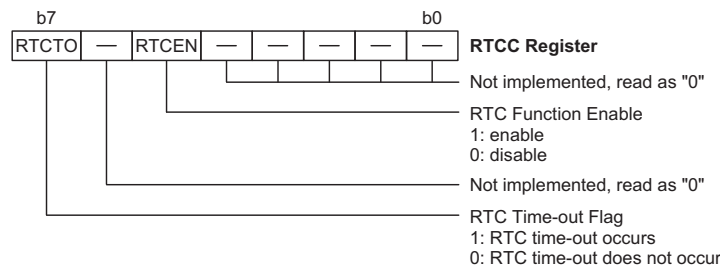 b7 b0
RTCTO — RTCEN — — — — — RTCC Register
Not implemented, read as "0"
RTC Function Enable
1: enable
0: disable
Not implemented, read as "0"
RTC Time-out Flag
1: RTC time-out occurs
0: RTC time-out does not occur